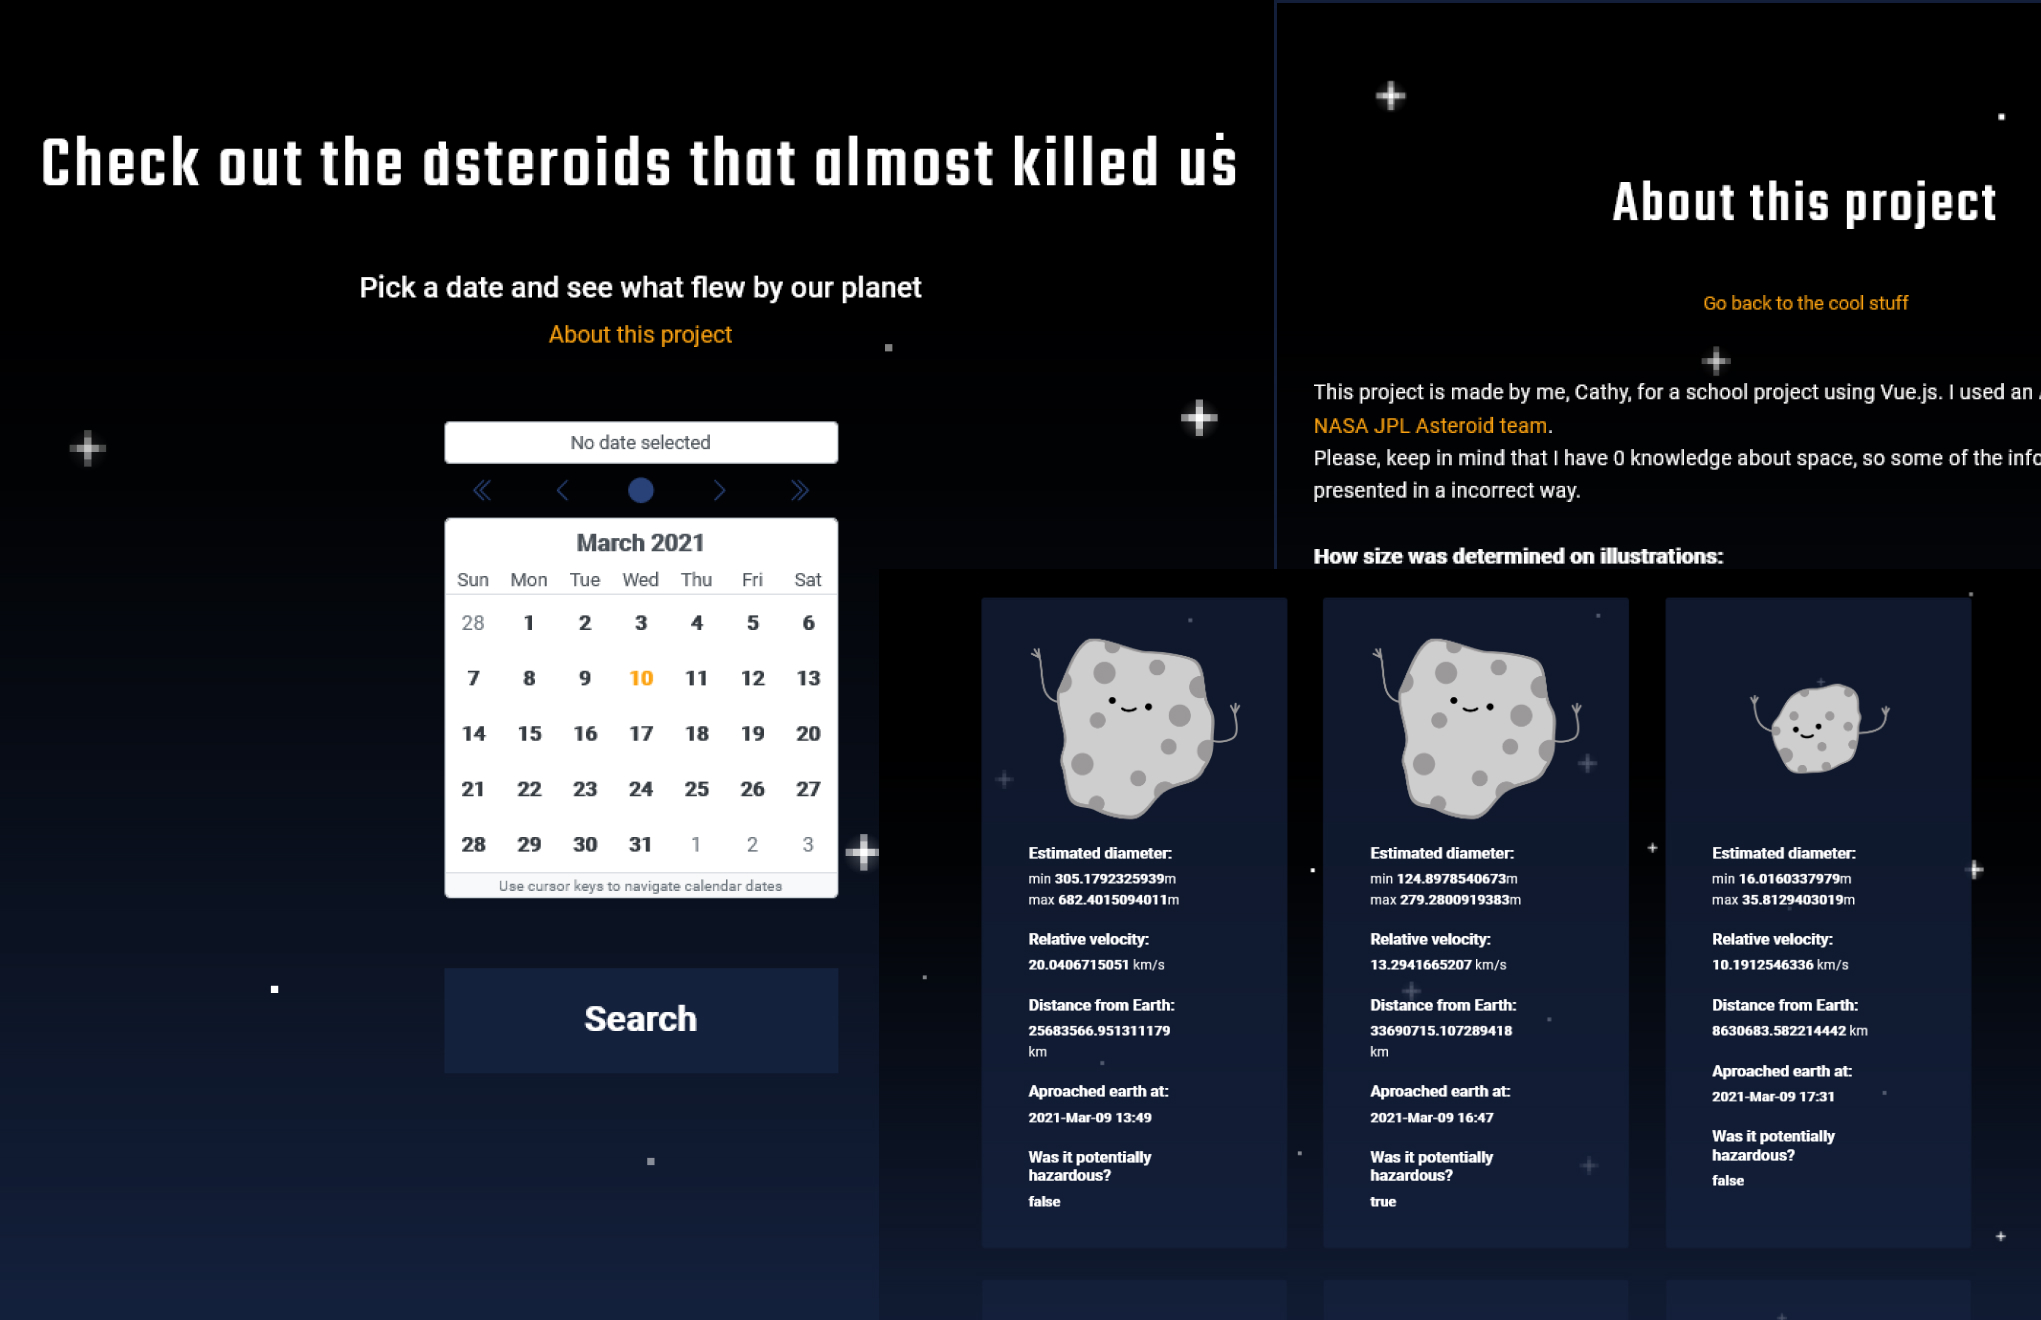 Check out the asteroids that almost killed us
Pick a date and see what flew by our planet
About this project
No date selected
March 2021
Sun Mon Tue Wed Thu Fri Sat
28 1 2 3 4 5 6
7 8 9 10 11 12 13
14 15 16 17 18 19 20
21 22 23 24 25 26 27
28 29 30 31 1 2 3
Use cursor keys to navigate calendar dates
Search
About this project
Go back to the cool stuff
This project is made by me, Cathy, for a school project using Vue.js. I used an
NASA JPL Asteroid team.
Please, keep in mind that I have 0 knowledge about space, so some of the info
presented in a incorrect way.
How size was determined on illustrations:
Estimated diameter:
min 305.1792325939m
max 682.4015094011m
Relative velocity:
20.0406715051 km/s
Distance from Earth:
25683566.951311179
km
Aproached earth at:
2021-Mar-09 13:49
Was it potentially
hazardous?
false
Estimated diameter:
min 124.8978540673m
max 279.2800919383m
Relative velocity:
13.2941665207 km/s
Distance from Earth:
33690715.107289418
km
Aproached earth at:
2021-Mar-09 16:47
Was it potentially
hazardous?
true
Estimated diameter:
min 16.0160337979m
max 35.8129403019m
Relative velocity:
10.1912546336 km/s
Distance from Earth:
8630683.582214442 km
Aproached earth at:
2021-Mar-09 17:31
Was it potentially
hazardous?
false